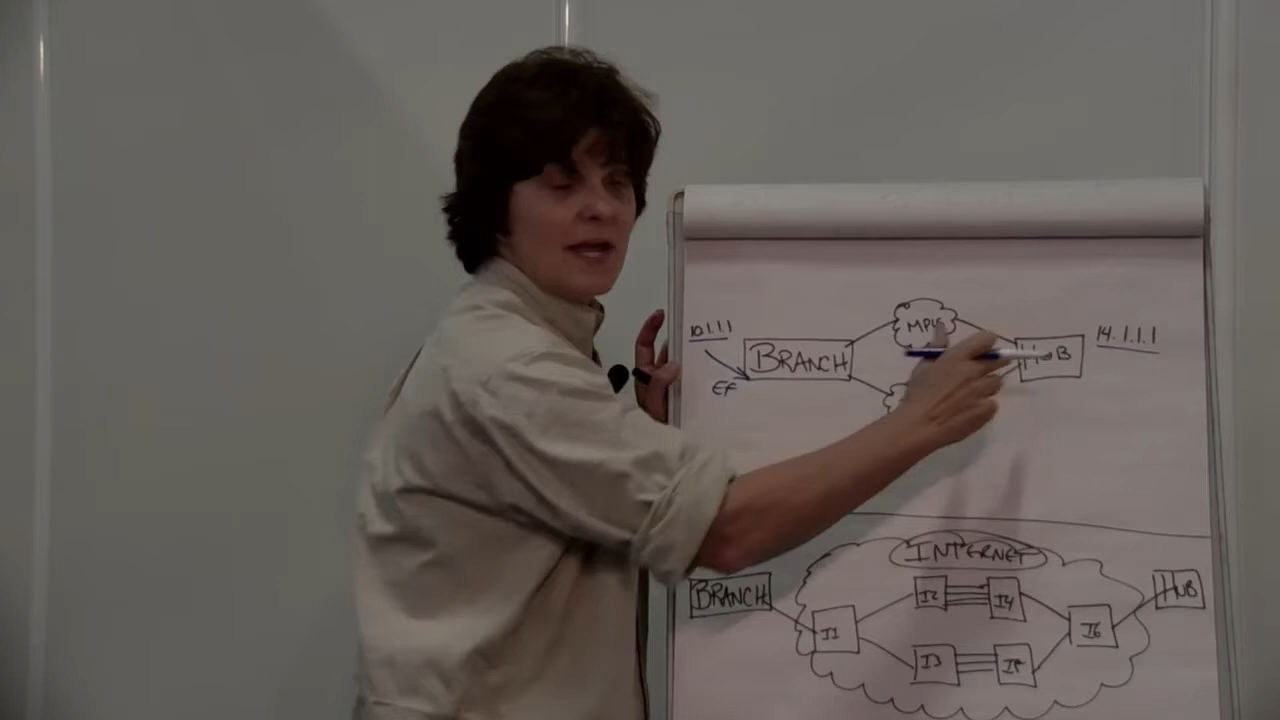 10.1.1.1
MPLS
14.1.1.1
BRANCH
HUB
EF
INTERNET
BRANCH
I2
I4
HUB
I1
I6
I3